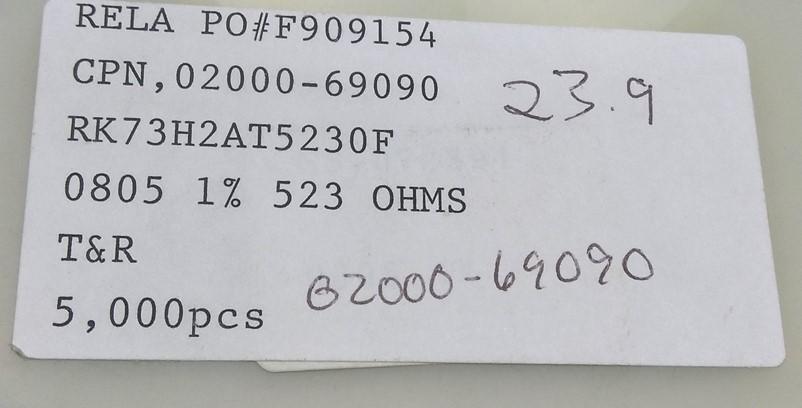 RELA PO#F909154
CPN,02000-69090
23.9
RK73H2AT5230F
0805 1% 523 OHMS
T&R
5,000pcs
02000-69090